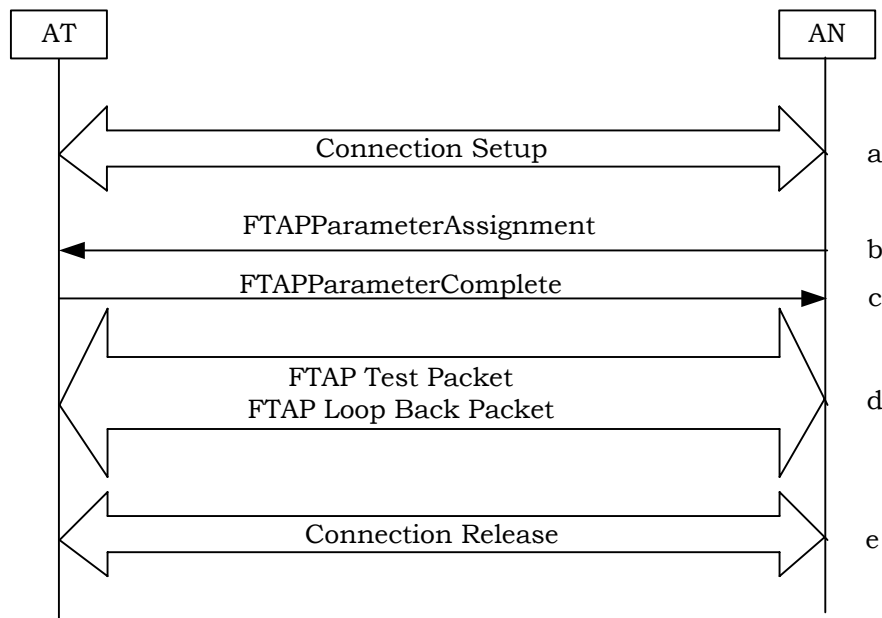 AT
AN
Connection Setup
a
FTAPParameterAssignment
b
FTAPParameterComplete
c
FTAP Test Packet
FTAP Loop Back Packet
d
Connection Release
e